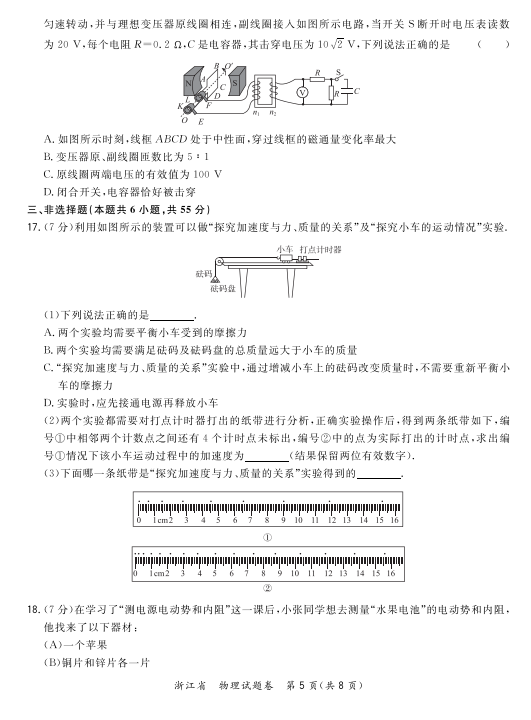 匀速转动,并与理想变压器原线圈相连,副线圈接入如图所示电路,当开关 S 断开时电压表读数
为 20 V,每个电阻 R=0.2 Ω,C 是电容器,其击穿电压为 10√2 V,下列说法正确的是 ( )
B O′
N A S
C
L D
K F
O E
n₁ n₂
V
R S
R C
A. 如图所示时刻,线框 ABCD 处于中性面,穿过线框的磁通量变化率最大
B. 变压器原、副线圈匝数比为 5∶1
C. 原线圈两端电压的有效值为 100 V
D. 闭合开关,电容器恰好被击穿
三、非选择题(本题共 6 小题,共 55 分)
17. (7 分)利用如图所示的装置可以做“探究加速度与力、质量的关系”及“探究小车的运动情况”实验.
小车 打点计时器
砝码
砝码盘
(1)下列说法正确的是______.
A. 两个实验均需要平衡小车受到的摩擦力
B. 两个实验均需要满足砝码及砝码盘的总质量远大于小车的质量
C. “探究加速度与力、质量的关系”实验中,通过增减小车上的砝码改变质量时,不需要重新平衡小
车的摩擦力
D. 实验时,应先接通电源再释放小车
(2)两个实验都需要对打点计时器打出的纸带进行分析,正确实验操作后,得到两条纸带如下,编
号①中相邻两个计数点之间还有 4 个计时点未标出,编号②中的点为实际打出的计时点,求出编
号①情况下该小车运动过程中的加速度为______(结果保留两位有效数字).
(3)下面哪一条纸带是“探究加速度与力、质量的关系”实验得到的______.
0 1cm2 3 4 5 6 7 8 9 10 11 12 13 14 15 16
①
0 1cm2 3 4 5 6 7 8 9 10 11 12 13 14 15 16
②
18. (7 分)在学习了“测电源电动势和内阻”这一课后,小张同学想去测量“水果电池”的电动势和内阻,
他找来了以下器材:
(A)一个苹果
(B)铜片和锌片各一片
浙江省 物理试题卷 第 5 页(共 8 页)